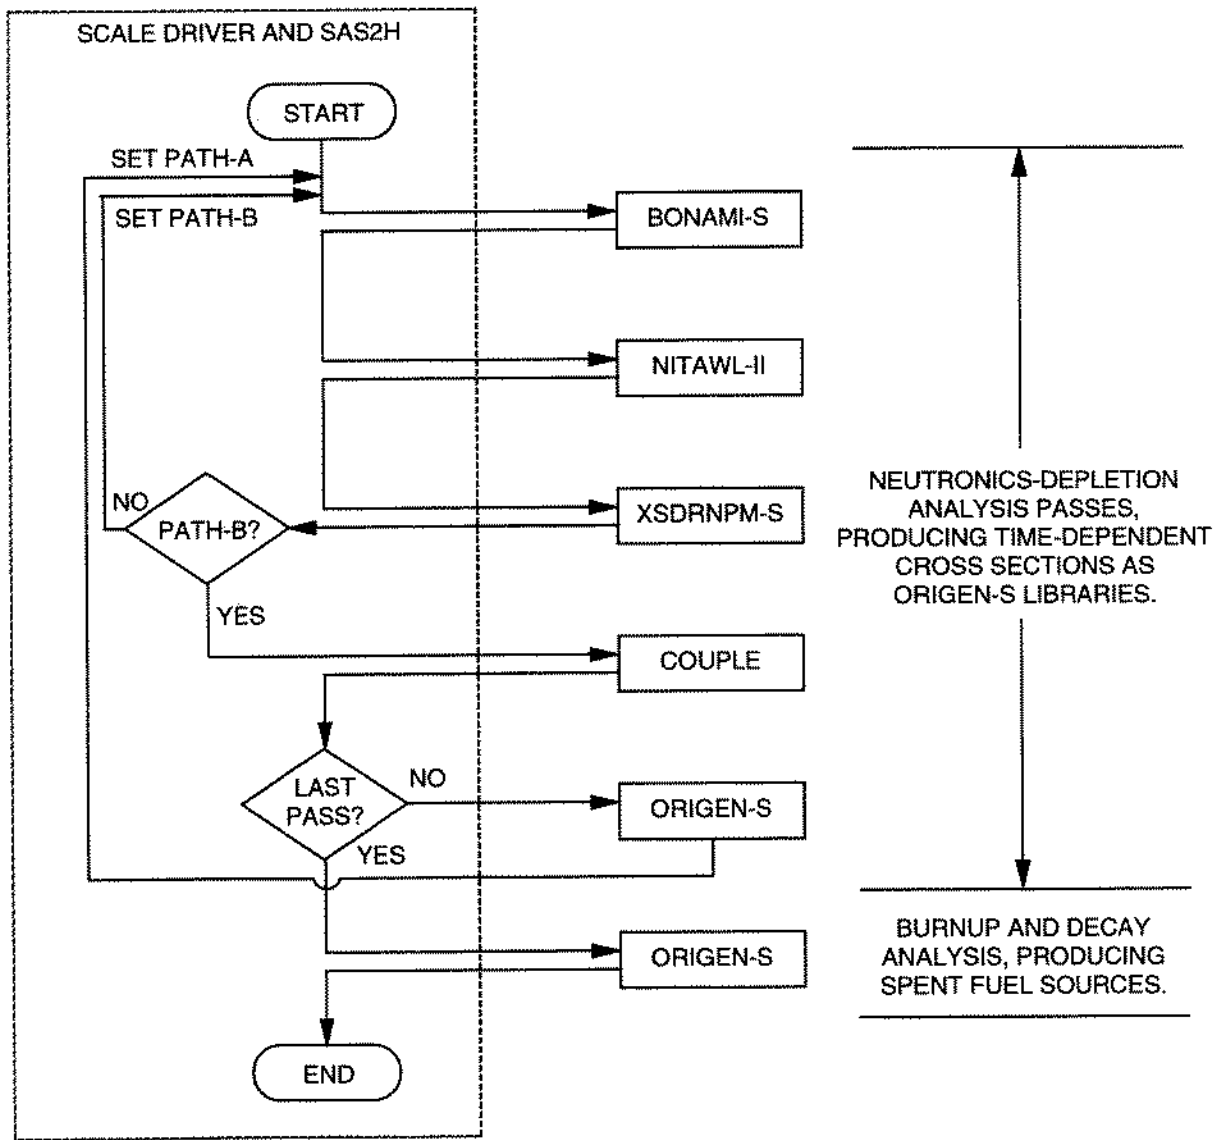 SCALE DRIVER AND SAS2H
START
SET PATH-A
SET PATH-B
BONAMI-S
NITAWL-II
NO
PATH-B?
XSDRNPM-S
YES
COUPLE
LAST
PASS?
NO
ORIGEN-S
YES
ORIGEN-S
END
NEUTRONICS-DEPLETION
ANALYSIS PASSES,
PRODUCING TIME-DEPENDENT
CROSS SECTIONS AS
ORIGEN-S LIBRARIES.
BURNUP AND DECAY
ANALYSIS, PRODUCING
SPENT FUEL SOURCES.